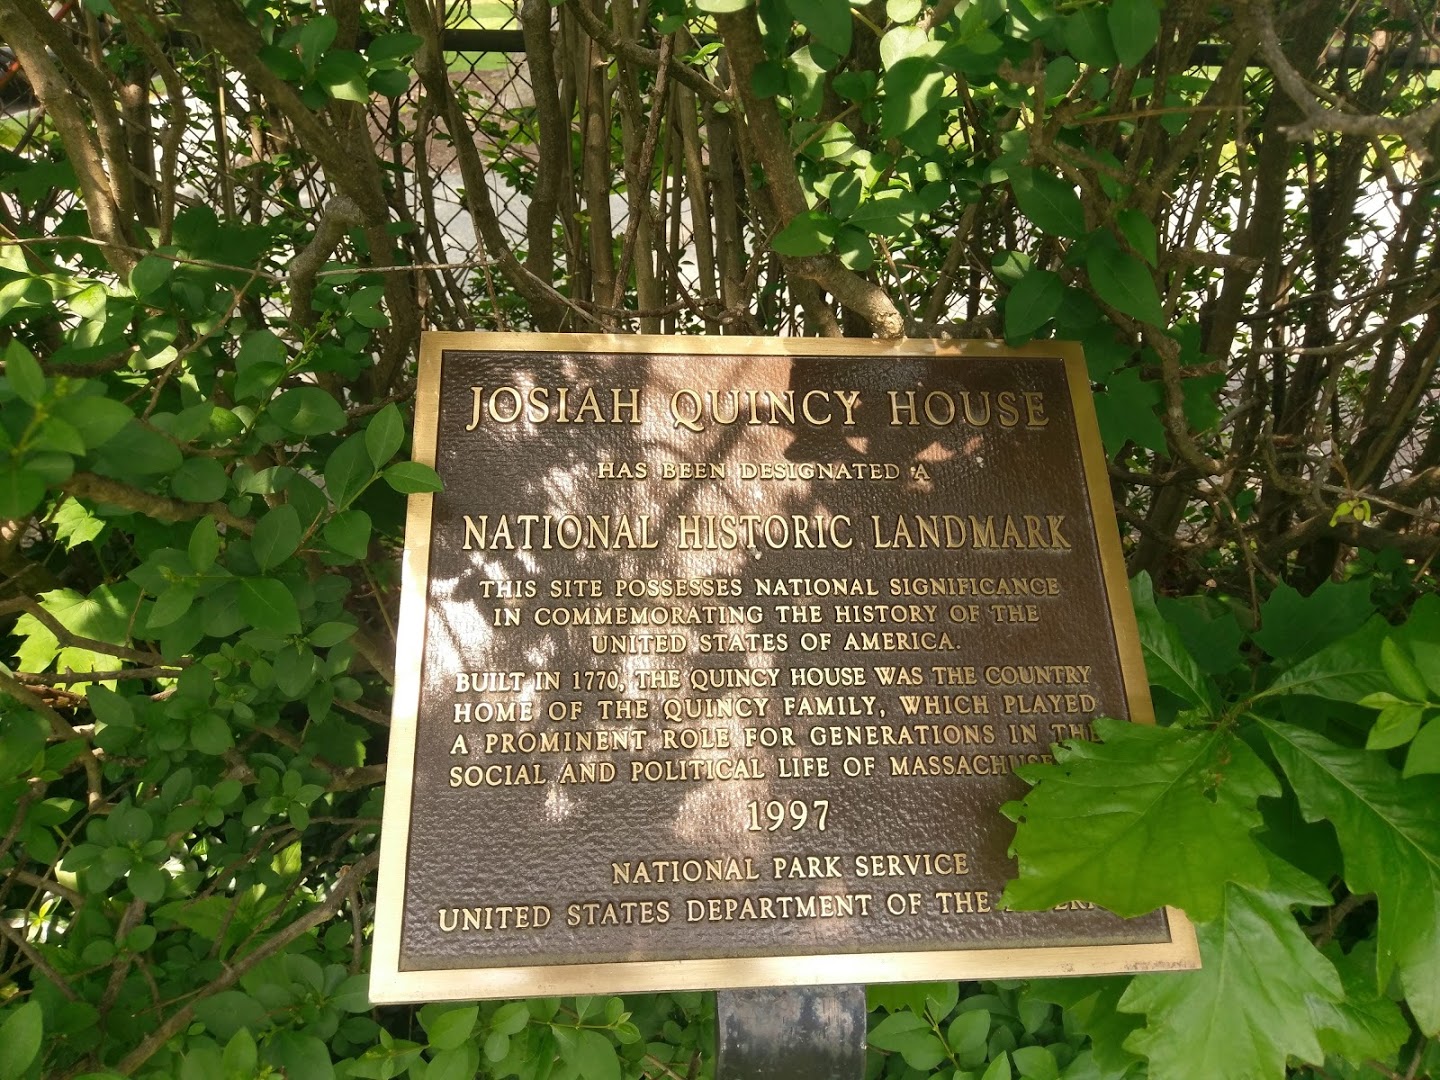 JOSIAH QUINCY HOUSE
HAS BEEN DESIGNATED A
NATIONAL HISTORIC LANDMARK
THIS SITE POSSESSES NATIONAL SIGNIFICANCE
IN COMMEMORATING THE HISTORY OF THE
UNITED STATES OF AMERICA.
BUILT IN 1770, THE QUINCY HOUSE WAS THE COUNTRY
HOME OF THE QUINCY FAMILY, WHICH PLAYED
A PROMINENT ROLE FOR GENERATIONS IN THE
SOCIAL AND POLITICAL LIFE OF
1997
NATIONAL PARK SERVICE
UNITED STATES DEPARTMENT OF THE